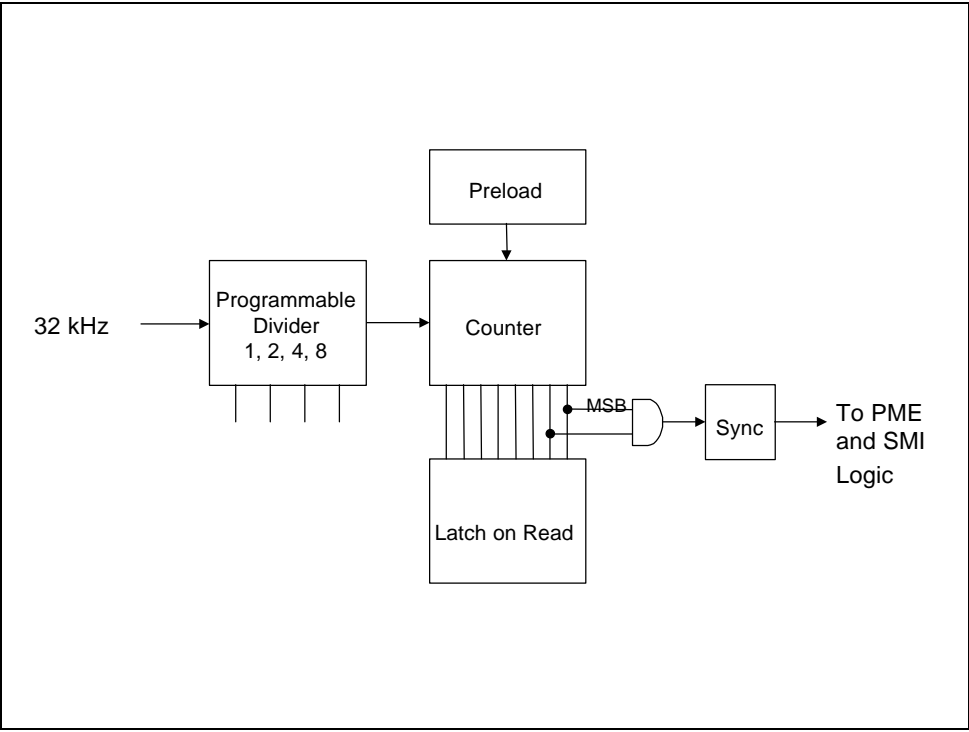 Preload
32 kHz
Programmable
Divider
1, 2, 4, 8
Counter
MSB
Sync
To PME
and SMI
Logic
Latch on Read